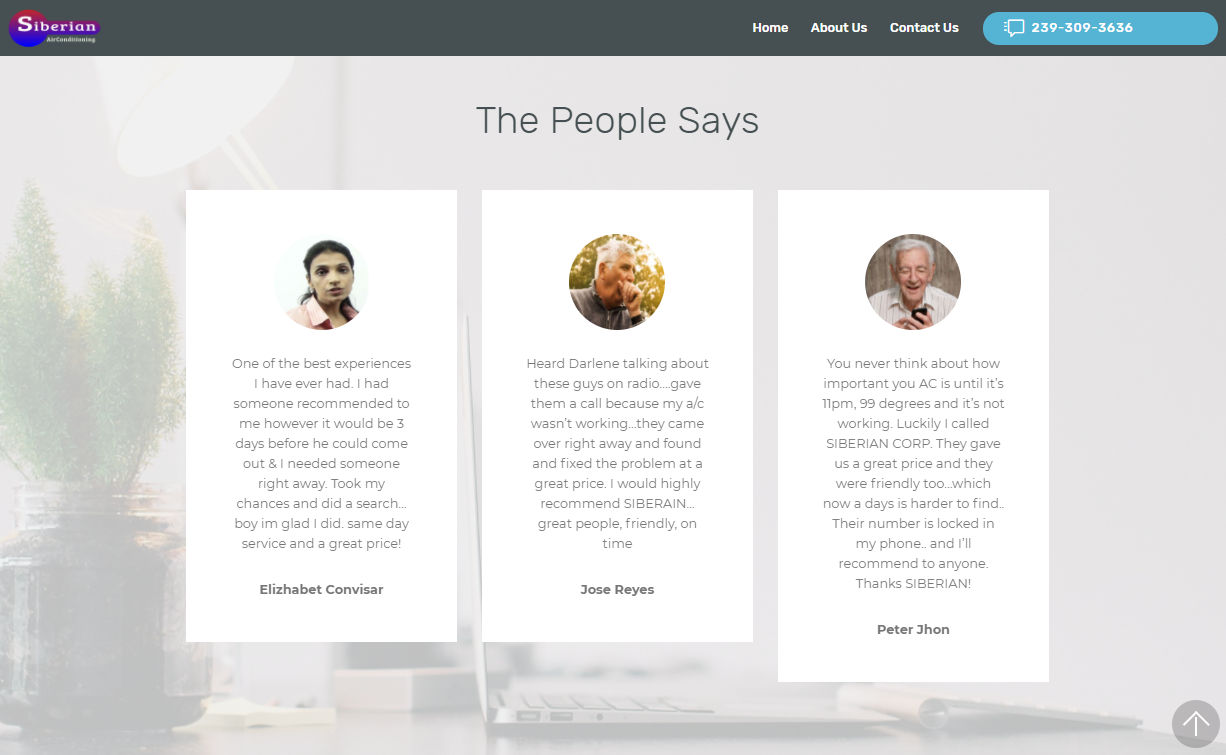 Siberian
AirConditioning
Home About Us Contact Us 239-309-3636
The People Says
One of the best experiences
I have ever had. I had
someone recommended to
me however it would be 3
days before he could come
out & I needed someone
right away. Took my
chances and did a search...
boy im glad I did. same day
service and a great price!
Elizhabet Convisar
Heard Darlene talking about
these guys on radio....gave
them a call because my a/c
wasn't working...they came
over right away and found
and fixed the problem at a
great price. I would highly
recommend SIBERAIN...
great people, friendly, on
time
Jose Reyes
You never think about how
important you AC is until it's
11pm, 99 degrees and it's not
working. Luckily I called
SIBERIAN CORP. They gave
us a great price and they
were friendly too...which
now a days is harder to find..
Their number is locked in
my phone.. and I'll
recommend to anyone.
Thanks SIBERIAN!
Peter Jhon